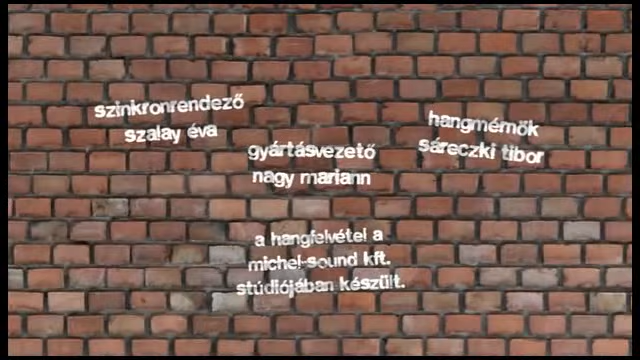 szinkronrendező
szalay éva
hangmérnök
sáreczki tibor
gyártásvezető
nagy mariann
a hangfelvétel a
michel-sound kft.
stúdiójában készült.